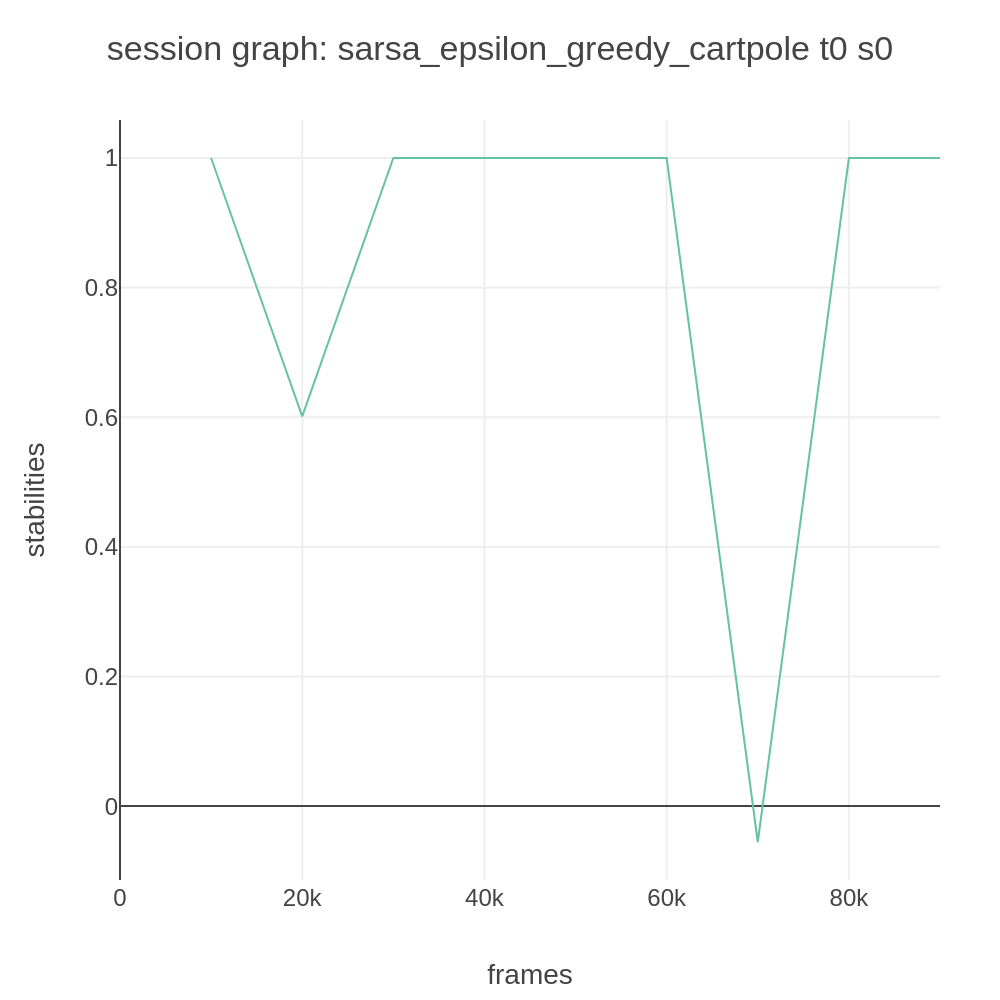 session graph: sarsa_epsilon_greedy_cartpole t0 s0
1
0.8
0.6
0.4
0.2
0
stabilities
0
20k
40k
60k
80k
frames